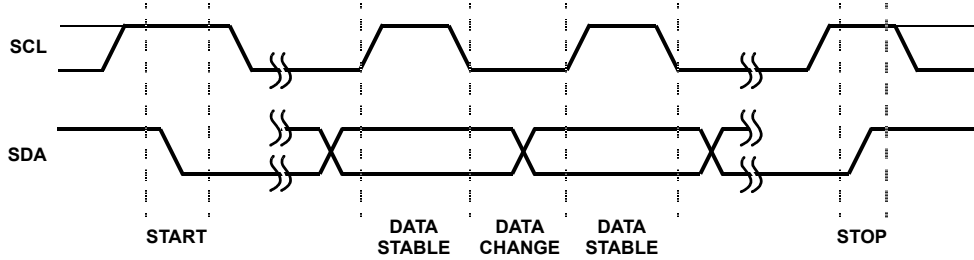 SCL
SDA
START
DATA
STABLE
DATA
CHANGE
DATA
STABLE
STOP